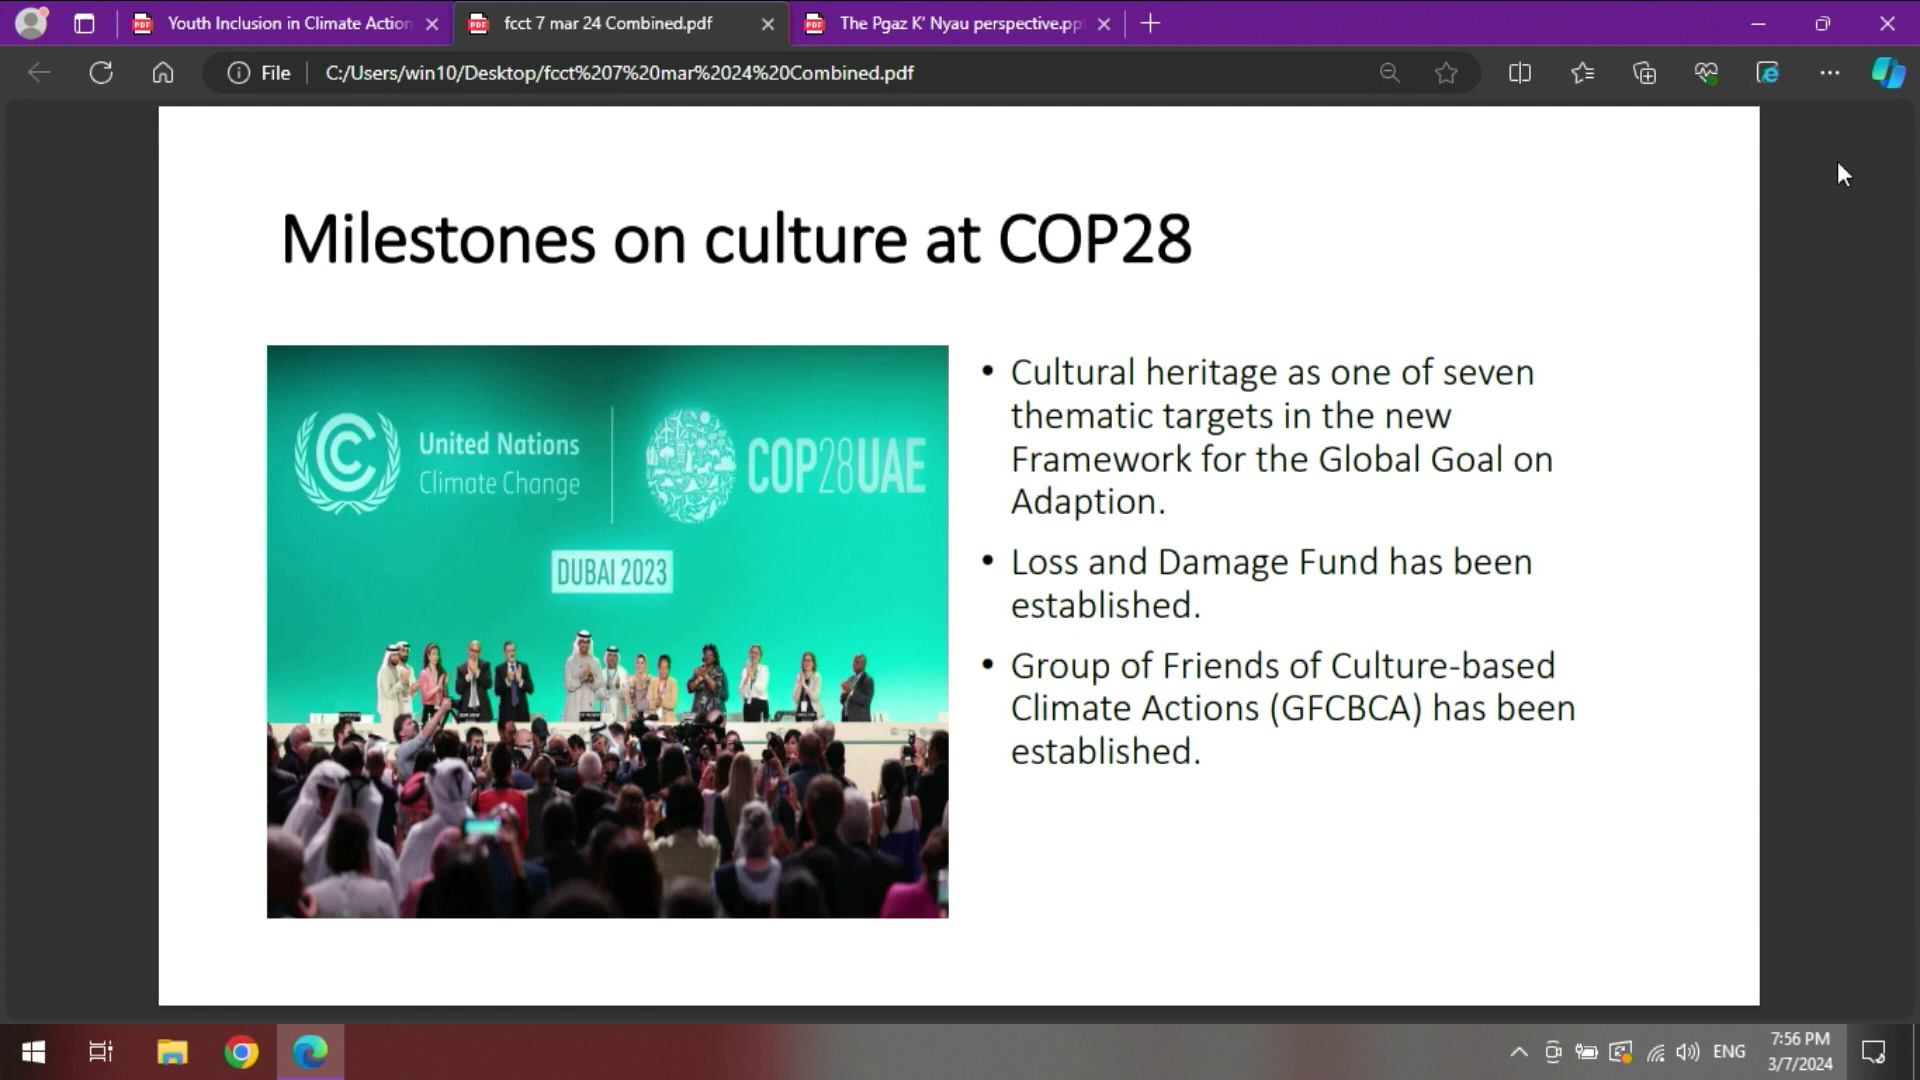 Youth Inclusion in Climate Action
fcct 7 mar 24 Combined.pdf
The Pgaz K' Nyau perspective.pp
File
C:/Users/win10/Desktop/fcct%207%20mar%2024%20Combined.pdf
Milestones on culture at COP28
United Nations
Climate Change
COP28UAE
DUBAI 2023
• Cultural heritage as one of seven
thematic targets in the new
Framework for the Global Goal on
Adaption.
• Loss and Damage Fund has been
established.
• Group of Friends of Culture-based
Climate Actions (GFCBCA) has been
established.
ENG
7:56 PM
3/7/2024